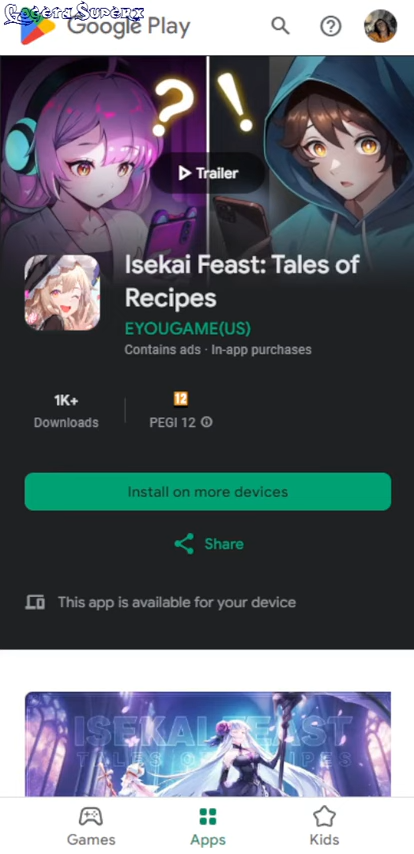 Gogeta Superx
Google Play
?
!
Trailer
Isekai Feast: Tales of
Recipes
EYOUGAME(US)
Contains ads · In-app purchases
1K+
12
Downloads
PEGI 12
Install on more devices
Share
This app is available for your device
ISEKAI FEAST
TALES OF RECIPES
Games
Apps
Kids